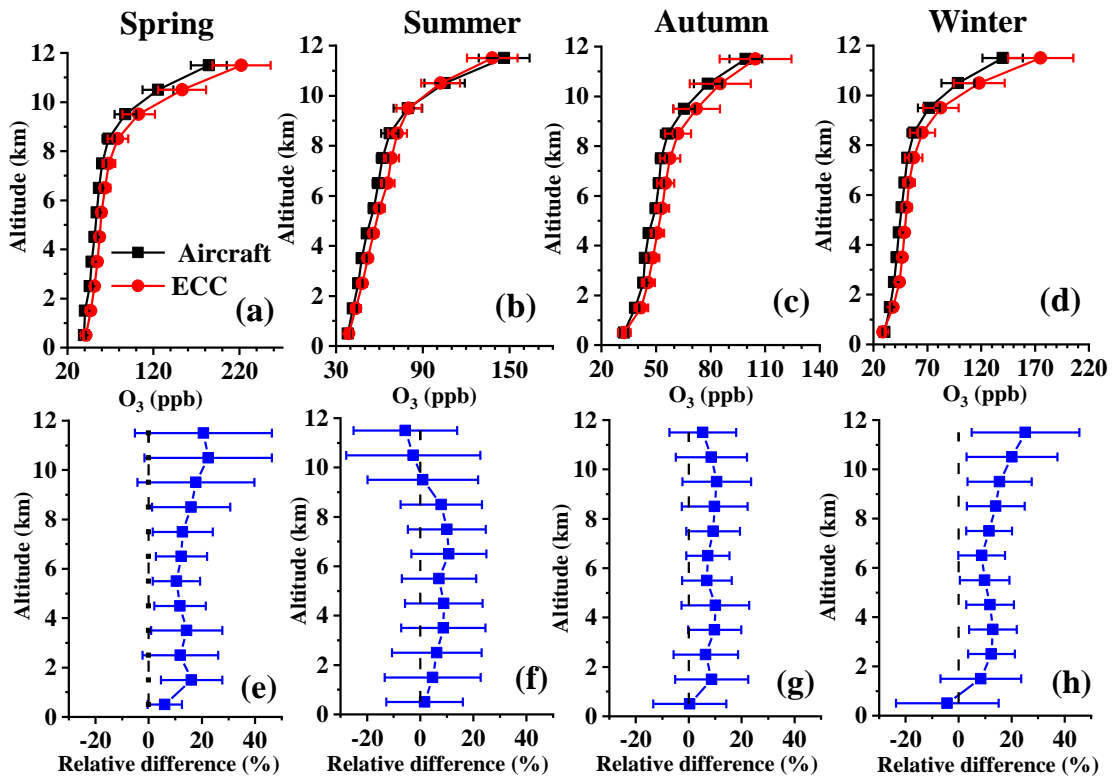 Spring
Summer
Autumn
Winter
12
10
8
6
4
2
0
Altitude (km)
Aircraft
ECC
(a)
20
120
220
O₃ (ppb)
12
10
8
6
4
2
0
Altitude (km)
(b)
30
90
150
O₃ (ppb)
12
10
8
6
4
2
0
Altitude (km)
(c)
20
50
80
110
140
O₃ (ppb)
12
10
8
6
4
2
0
Altitude (km)
(d)
20
70
120
170
220
O₃ (ppb)
12
10
8
6
4
2
0
Altitude (km)
(e)
-20
0
20
40
Relative difference (%)
12
10
8
6
4
2
0
Altitude (km)
(f)
-20
0
20
40
Relative difference (%)
12
10
8
6
4
2
0
Altitude (km)
(g)
-20
0
20
40
Relative difference (%)
12
10
8
6
4
2
0
Altitude (km)
(h)
-20
0
20
40
Relative difference (%)